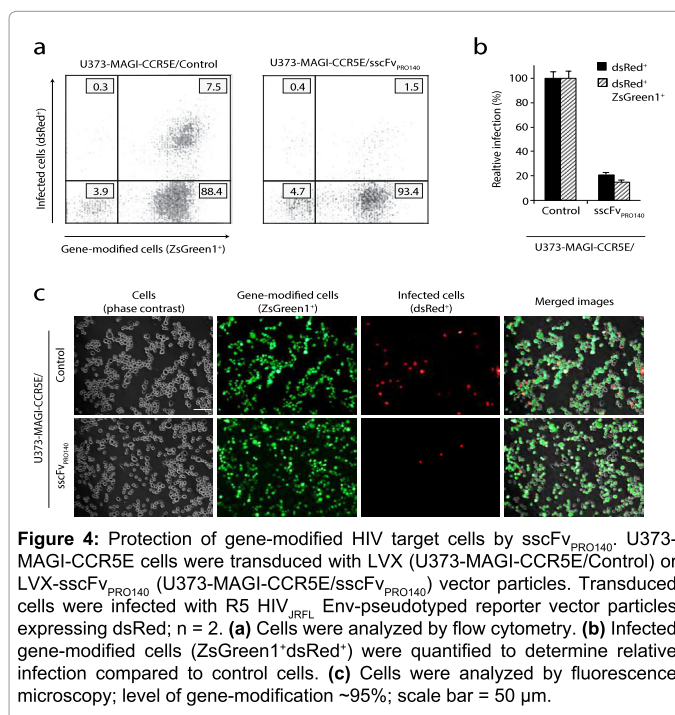 a
U373-MAGI-CCR5E/Control
U373-MAGI-CCR5E/sscFvPRO140
Infected cells (dsRed⁺)
0.3
7.5
3.9
88.4
0.4
1.5
4.7
93.4
Gene-modified cells (ZsGreen1⁺)
b
Realtive infection (%)
120
100
80
60
40
20
0
dsRed⁺
dsRed⁺
ZsGreen1⁺
Control
sscFvPRO140
U373-MAGI-CCR5E/
c
Cells
(phase contrast)
Gene-modified cells
(ZsGreen1⁺)
Infected cells
(dsRed⁺)
Merged images
U373-MAGI-CCR5E/
Control
sscFvPRO140
Figure 4: Protection of gene-modified HIV target cells by sscFvPRO140. U373-
MAGI-CCR5E cells were transduced with LVX (U373-MAGI-CCR5E/Control) or
LVX-sscFvPRO140 (U373-MAGI-CCR5E/sscFvPRO140) vector particles. Transduced
cells were infected with R5 HIVJRFL Env-pseudotyped reporter vector particles
expressing dsRed; n = 2. (a) Cells were analyzed by flow cytometry. (b) Infected
gene-modified cells (ZsGreen1⁺dsRed⁺) were quantified to determine relative
infection compared to control cells. (c) Cells were analyzed by fluorescence
microscopy; level of gene-modification ~95%; scale bar = 50 µm.